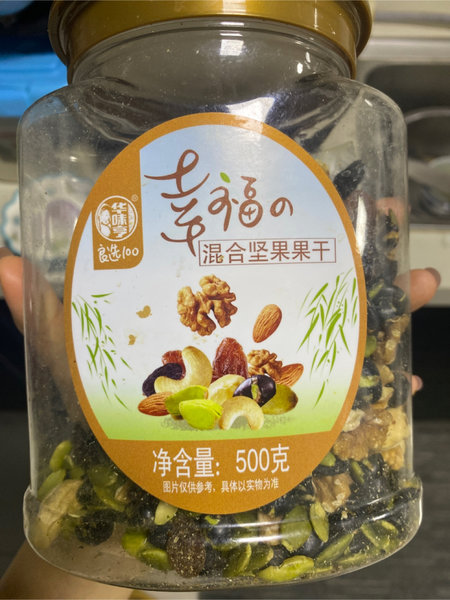 幸福の
混合坚果果干
华味亨
®
良选100
净含量：500克
图片仅供参考，具体以实物为准